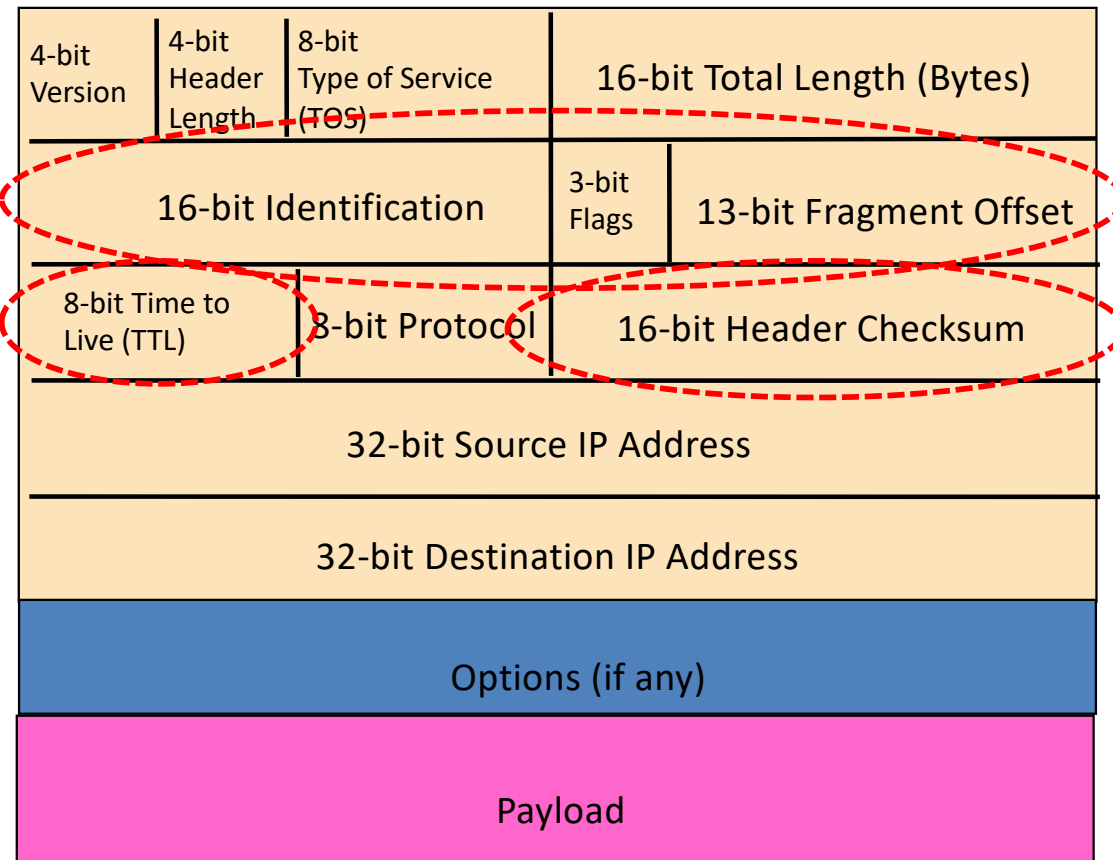 4-bit
Version
4-bit
Header
Length
8-bit
Type of Service
(TOS)
16-bit Total Length (Bytes)
16-bit Identification
3-bit
Flags
13-bit Fragment Offset
8-bit Time to
Live (TTL)
8-bit Protocol
16-bit Header Checksum
32-bit Source IP Address
32-bit Destination IP Address
Options (if any)
Payload